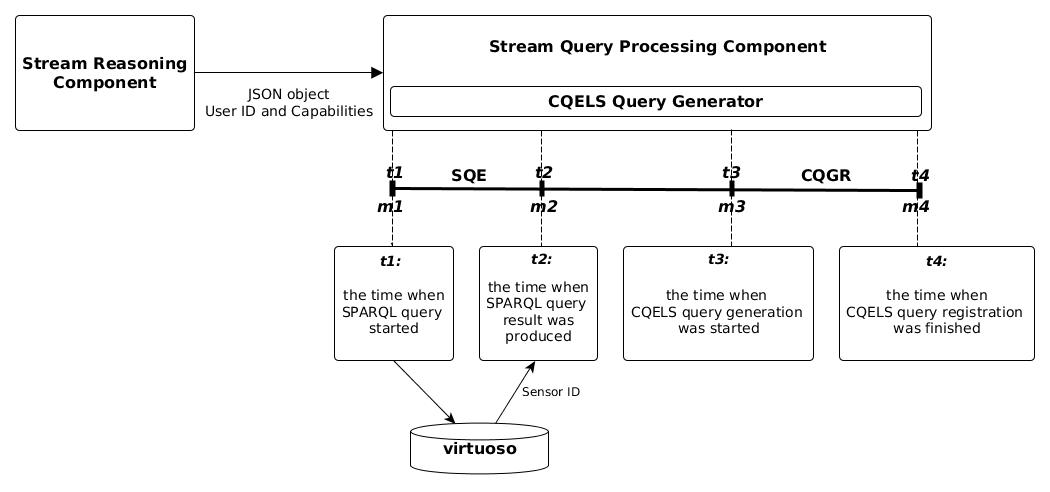 Stream Reasoning
Component
JSON object
User ID and Capabilities
Stream Query Processing Component
CQELS Query Generator
t1
SQE
t2
t3
CQGR
t4
m1
m2
m3
m4
t1:
the time when
SPARQL query
started
t2:
the time when
SPARQL query
result was
produced
t3:
the time when
CQELS query generation
was started
t4:
the time when
CQELS query registration
was finished
Sensor ID
virtuoso